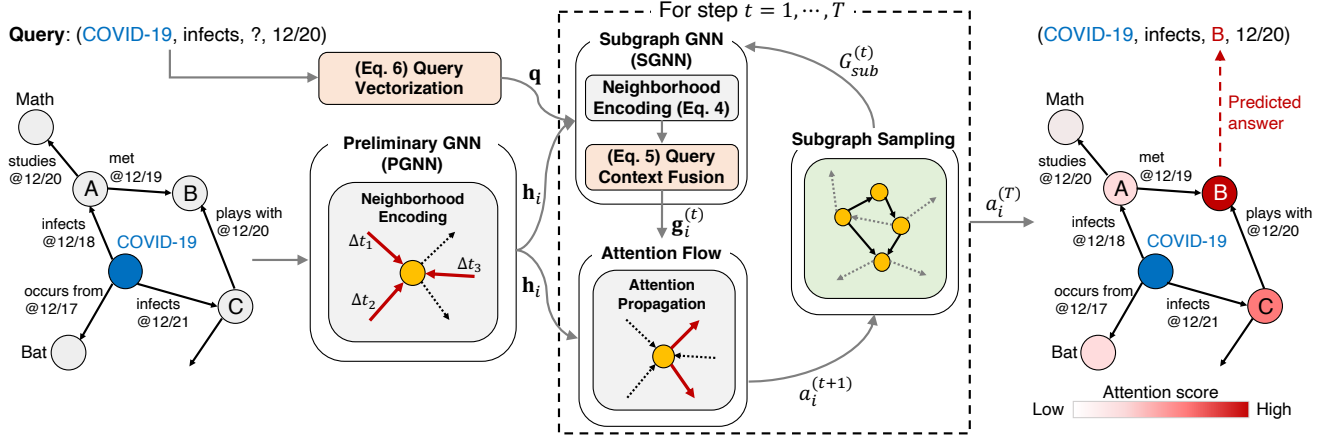 Query: (COVID-19, infects, ?, 12/20)
Math
studies
@12/20
met
@12/19
A
B
infects
@12/18
plays with
@12/20
COVID-19
occurs from
@12/17
infects
@12/21
C
Bat
(Eq. 6) Query
Vectorization
q
Preliminary GNN
(PGNN)
Neighborhood
Encoding
Δt₁
Δt₂
Δt₃
h_i
h_i
For step t = 1, ⋯, T
Subgraph GNN
(SGNN)
Neighborhood
Encoding (Eq. 4)
(Eq. 5) Query
Context Fusion
g_i^(t)
Attention Flow
Attention
Propagation
a_i^(t+1)
G_sub^(t)
Subgraph Sampling
a_i^(T)
(COVID-19, infects, B, 12/20)
Predicted
answer
Math
studies
@12/20
met
@12/19
A
B
infects
@12/18
plays with
@12/20
COVID-19
occurs from
@12/17
infects
@12/21
C
Bat
Attention score
Low High